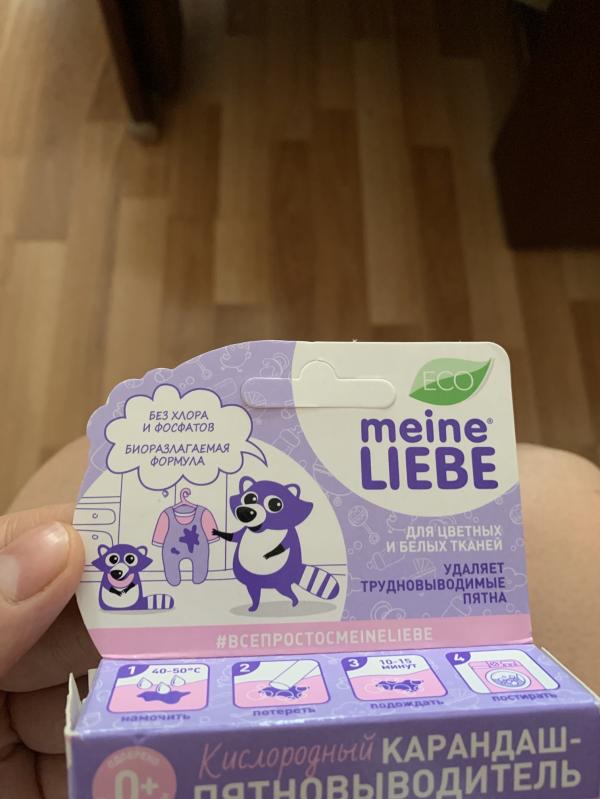 БЕЗ ХЛОРА
И ФОСФАТОВ
БИОРАЗЛАГАЕМАЯ
ФОРМУЛА
ECO
meine®
LIEBE
ДЛЯ ЦВЕТНЫХ
И БЕЛЫХ ТКАНЕЙ
УДАЛЯЕТ
ТРУДНОВЫВОДИМЫЕ
ПЯТНА
#ВСЕПРОСТОСMEINELIEBE
1 40-50°C
намочить
2
потереть
3 10-15
минут
подождать
4
постирать
ОДОБРЕНО
0+
Кислородный КАРАНДАШ-
ПЯТНОВЫВОДИТЕЛЬ